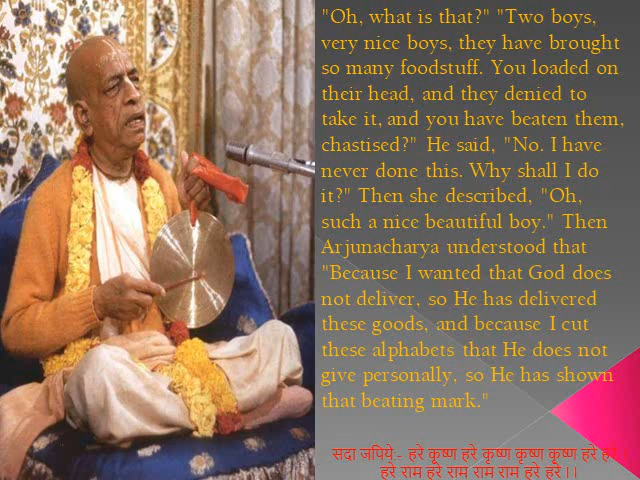 "Oh, what is that?" "Two boys,
very nice boys, they have brought
so many foodstuff. You loaded on
their head, and they denied to
take it, and you have beaten them,
chastised?" He said, "No. I have
never done this. Why shall I do
it?" Then she described, "Oh,
such a nice beautiful boy." Then
Arjunacharya understood that
"Because I wanted that God does
not deliver, so He has delivered
these goods, and because I cut
these alphabets that He does not
give personally, so He has shown
that beating mark."
सदा जपिये:- हरे कृष्ण हरे कृष्ण कृष्ण कृष्ण हरे हरे
हरे राम हरे राम राम राम हरे हरे।।